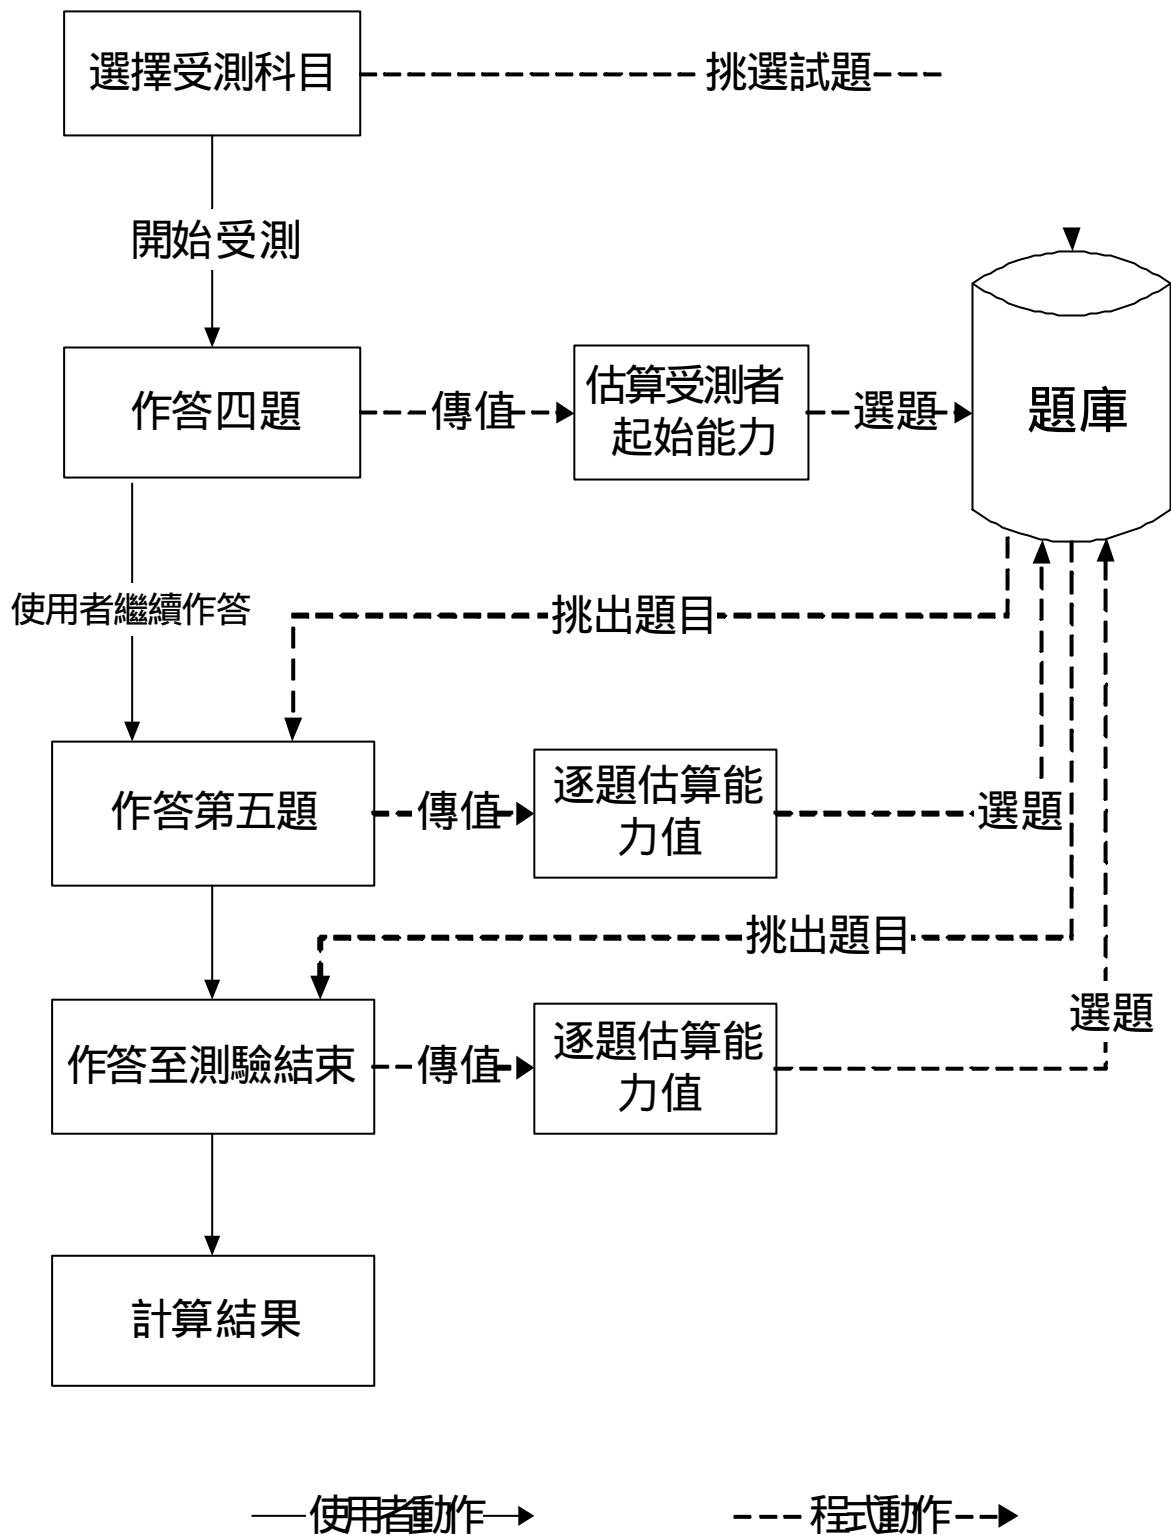 選擇受測科目
挑選試題
開始受測
作答四題
傳值
估算受測者
起始能力
選題
題庫
使用者繼續作答
挑出題目
作答第五題
傳值
逐題估算能
力值
選題
挑出題目
作答至測驗結束
傳值
逐題估算能
力值
選題
計算結果
使用者動作
程式動作